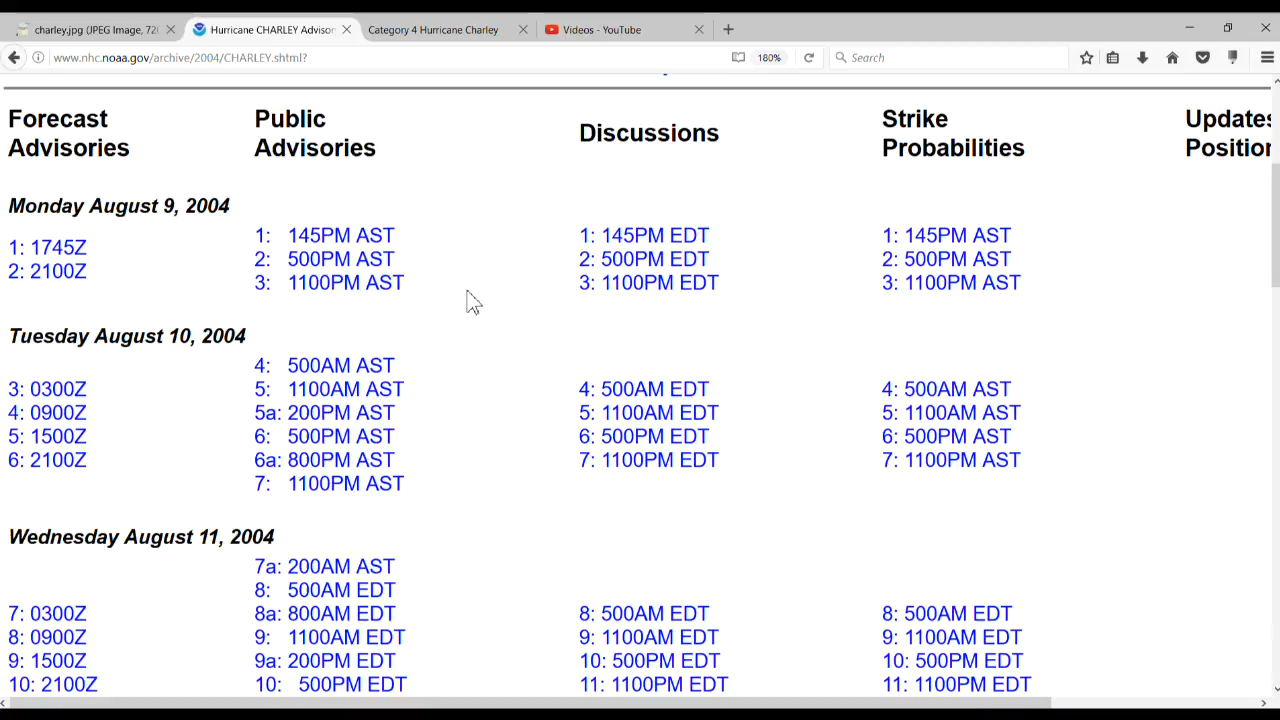 charley.jpg (JPEG Image, 720
Hurricane CHARLEY Advisor
Category 4 Hurricane Charley
Videos - YouTube
www.nhc.noaa.gov/archive/2004/CHARLEY.shtml?
180%
Search
Forecast Advisories
Public Advisories
Discussions
Strike Probabilities
Updates
Position
Monday August 9, 2004
1: 1745Z
2: 2100Z
1: 145PM AST
2: 500PM AST
3: 1100PM AST
1: 145PM EDT
2: 500PM EDT
3: 1100PM EDT
1: 145PM AST
2: 500PM AST
3: 1100PM AST
Tuesday August 10, 2004
3: 0300Z
4: 0900Z
5: 1500Z
6: 2100Z
4: 500AM AST
5: 1100AM AST
5a: 200PM AST
6: 500PM AST
6a: 800PM AST
7: 1100PM AST
4: 500AM EDT
5: 1100AM EDT
6: 500PM EDT
7: 1100PM EDT
4: 500AM AST
5: 1100AM AST
6: 500PM AST
7: 1100PM AST
Wednesday August 11, 2004
7: 0300Z
8: 0900Z
9: 1500Z
10: 2100Z
7a: 200AM AST
8: 500AM EDT
8a: 800AM EDT
9: 1100AM EDT
9a: 200PM EDT
10: 500PM EDT
8: 500AM EDT
9: 1100AM EDT
10: 500PM EDT
11: 1100PM EDT
8: 500AM EDT
9: 1100AM EDT
10: 500PM EDT
11: 1100PM EDT